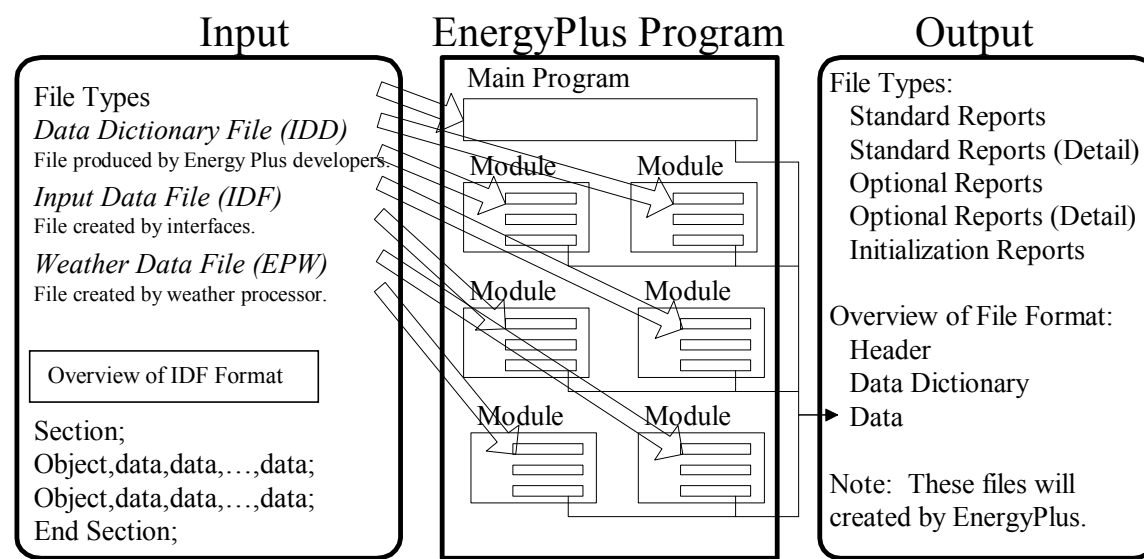 Input
File Types
Data Dictionary File (IDD)
File produced by Energy Plus developers.
Input Data File (IDF)
File created by interfaces.
Weather Data File (EPW)
File created by weather processor.
Overview of IDF Format
Section;
Object,data,data,…,data;
Object,data,data,…,data;
End Section;
EnergyPlus Program
Main Program
Module
Module
Module
Module
Module
Module
Output
File Types:
Standard Reports
Standard Reports (Detail)
Optional Reports
Optional Reports (Detail)
Initialization Reports
Overview of File Format:
Header
Data Dictionary
Data
Note: These files will
created by EnergyPlus.